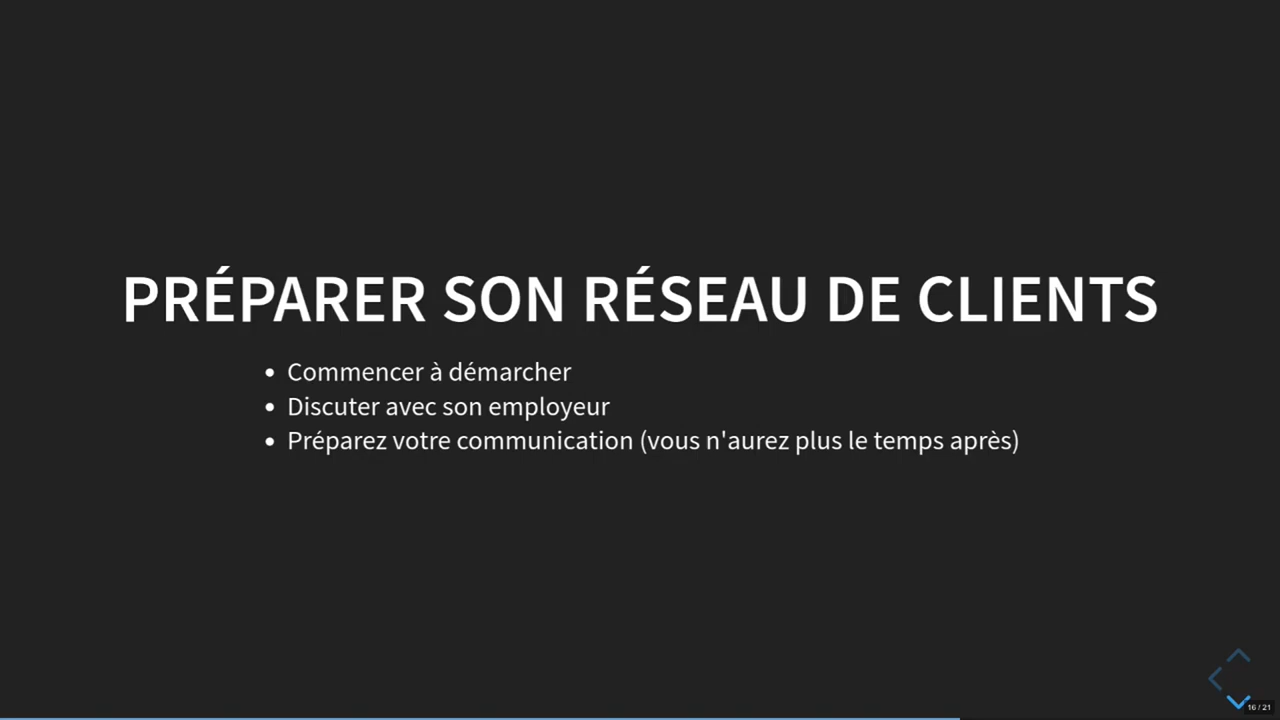 PRÉPARER SON RÉSEAU DE CLIENTS
• Commencer à démarcher
• Discuter avec son employeur
• Préparez votre communication (vous n'aurez plus le temps après)
16 / 21